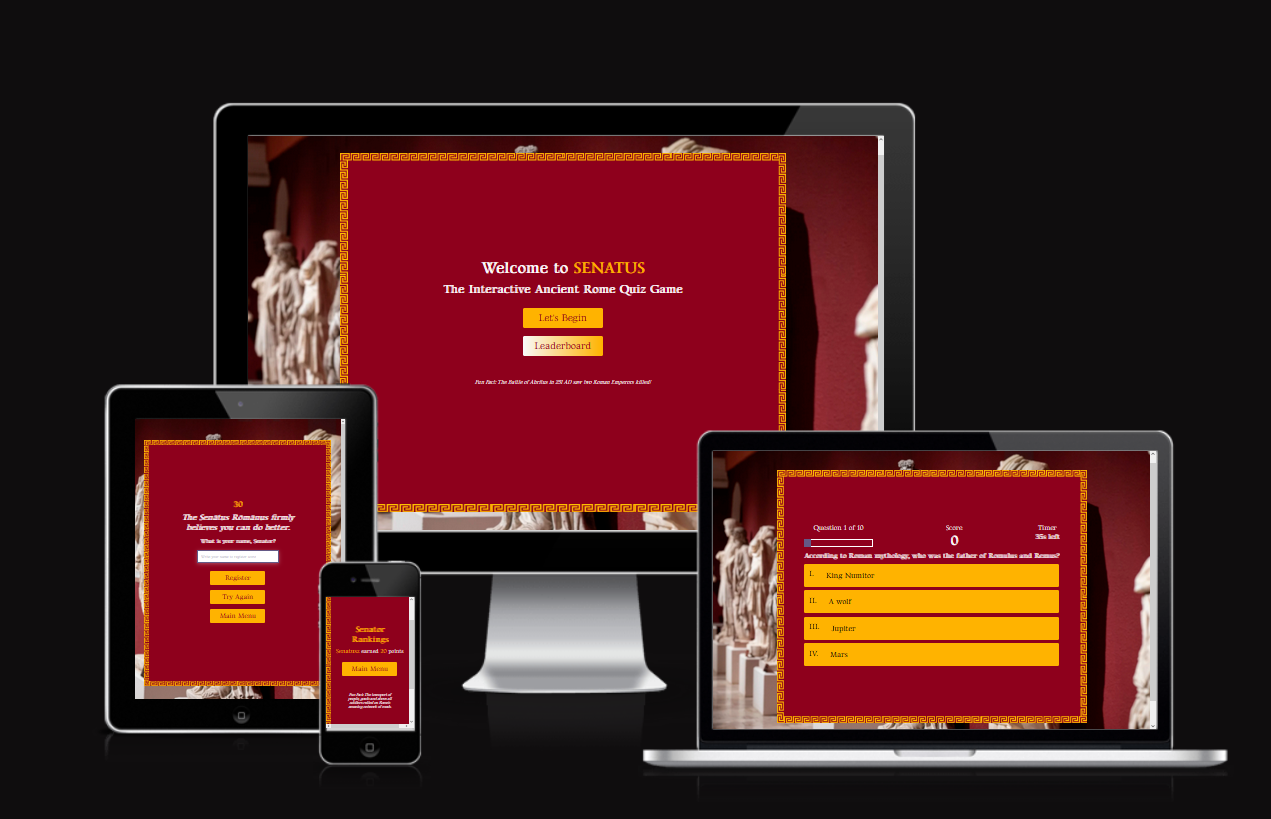 Welcome to SENATUS
The Interactive Ancient Rome Quiz Game
Let's Begin
Leaderboard
Fun Fact: The Battle of Abritus in 251 AD saw two Roman Emperors killed!
30
The Senātus Rōmānus firmly
believes you can do better.
What is your name, Senator?
Register
Try Again
Main Menu
Senator
Rankings
earned 20 points
Main Menu
Fun Fact: The transport of
Question 1 of 10
Score
0
Timer
35s left
According to Roman mythology, who was the father of Romulus and Remus?
I. King Numitor
II. A wolf
III. Jupiter
IV. Mars